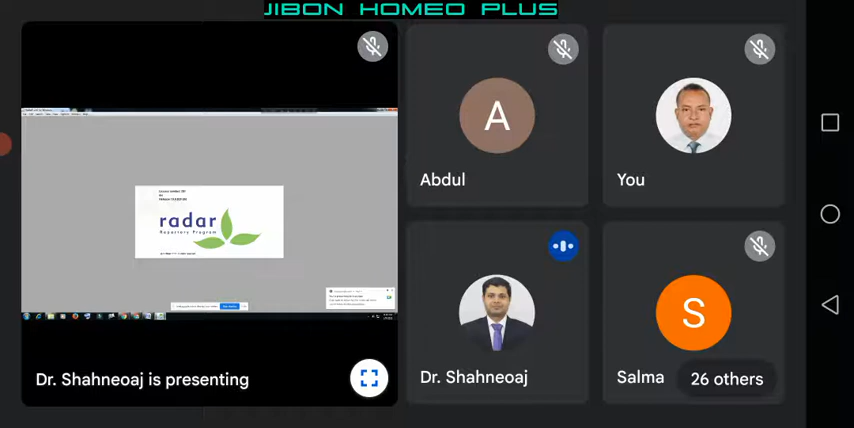 JIBON HOMEO PLUS
radar
Repertory Program
Dr. Shahneoaj is presenting
A
Abdul
You
Dr. Shahneoaj
S
Salma
26 others